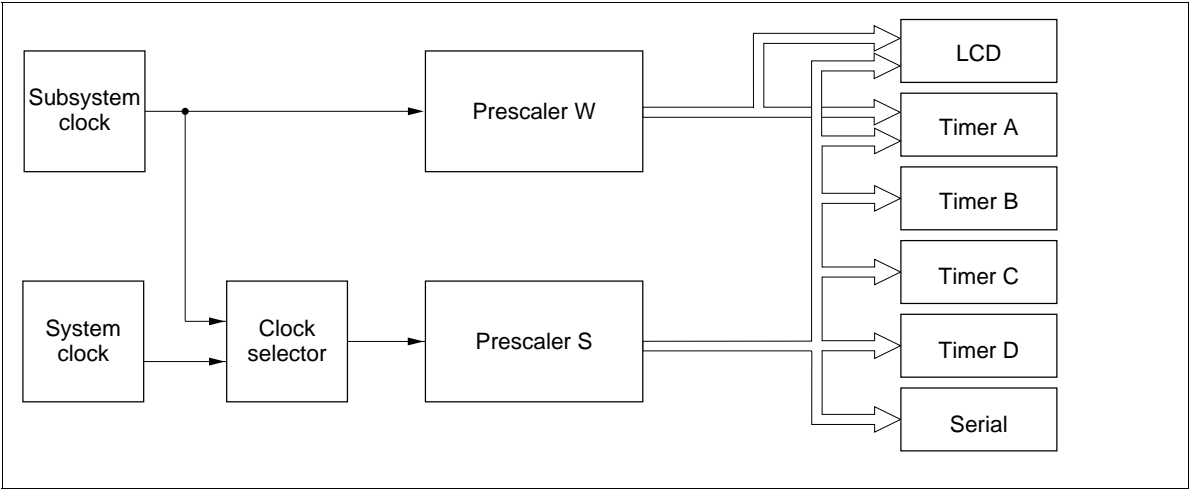 Subsystem
clock
Prescaler W
LCD
Timer A
Timer B
Timer C
Timer D
Serial
System
clock
Clock
selector
Prescaler S